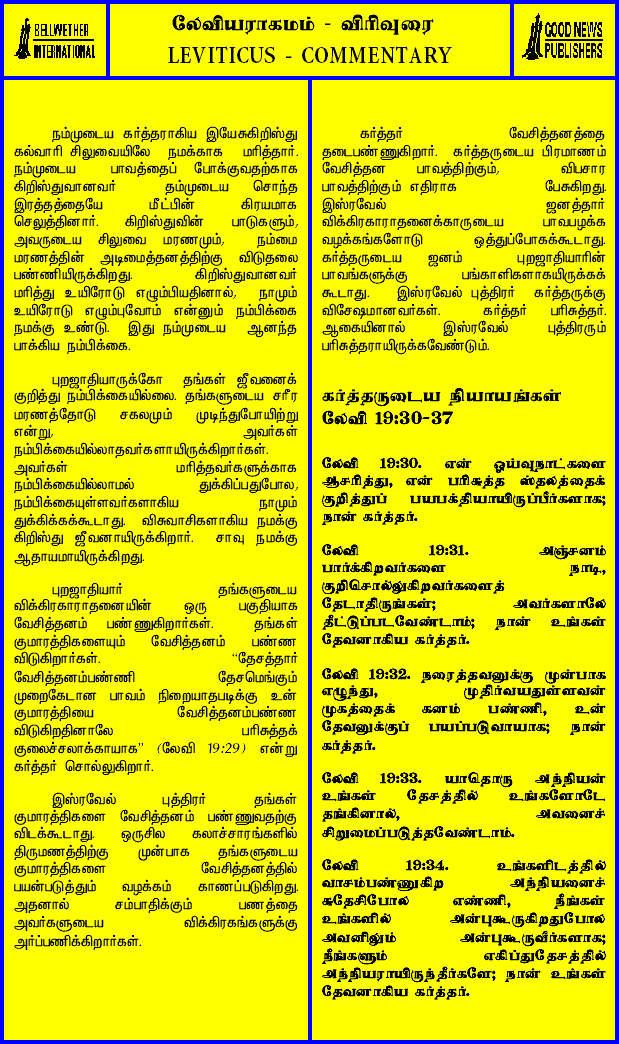 BELLWETHER
INTERNATIONAL
லேவியராகமம் - விரிவுரை
LEVITICUS - COMMENTARY
GOOD NEWS
PUBLISHERS
நம்முடைய கர்த்தராகிய இயேசுகிறிஸ்து
கல்வாரி சிலுவையிலே நமக்காக மரித்தார்.
நம்முடைய பாவத்தைப் போக்குவதற்காக
கிறிஸ்துவானவர் தம்முடைய சொந்த
இரத்தத்தையே மீட்பின் கிரயமாக
செலுத்தினார். கிறிஸ்துவின் பாடுகளும்,
அவருடைய சிலுவை மரணமும், நம்மை
மரணத்தின் அடிமைத்தனத்திற்கு விடுதலை
பண்ணியிருக்கிறது. கிறிஸ்துவானவர்
மரித்து உயிரோடு எழும்பியதினால், நாமும்
உயிரோடு எழும்புவோம் என்னும் நம்பிக்கை
நமக்கு உண்டு. இது நம்முடைய ஆனந்த
பாக்கிய நம்பிக்கை.
புறஜாதியாருக்கோ தங்கள் ஜீவனைக்
குறித்து நம்பிக்கையில்லை. தங்களுடைய சரீர
மரணத்தோடு சகலமும் முடிந்துபோயிற்று
என்று, அவர்கள்
நம்பிக்கையில்லாதவர்களாயிருக்கிறார்கள்.
அவர்கள் மரித்தவர்களுக்காக
நம்பிக்கையில்லாமல் துக்கிப்பதுபோல,
நம்பிக்கையுள்ளவர்களாகிய நாமும்
துக்கிக்கக்கூடாது. விசுவாசிகளாகிய நமக்கு
கிறிஸ்து ஜீவனாயிருக்கிறார். சாவு நமக்கு
ஆதாயமாயிருக்கிறது.
புறஜாதியார் தங்களுடைய
விக்கிரகாராதனையின் ஒரு பகுதியாக
வேசித்தனம் பண்ணுகிறார்கள். தங்கள்
குமாரத்திகளையும் வேசித்தனம் பண்ண
விடுகிறார்கள். “தேசத்தார்
வேசித்தனம்பண்ணி தேசமெங்கும்
முறைகேடான பாவம் நிறையாதபடிக்கு உன்
குமாரத்தியை வேசித்தனம்பண்ண
விடுகிறதினாலே பரிசுத்தக்
குலைச்சலாக்காயாக” (லேவி 19:29) என்று
கர்த்தர் சொல்லுகிறார்.
இஸ்ரவேல் புத்திரர் தங்கள்
குமாரத்திகளை வேசித்தனம் பண்ணுவதற்கு
விடக்கூடாது. ஒருசில கலாச்சாரங்களில்
திருமணத்திற்கு முன்பாக தங்களுடைய
குமாரத்திகளை வேசித்தனத்தில்
பயன்படுத்தும் வழக்கம் காணப்படுகிறது.
அதனால் சம்பாதிக்கும் பணத்தை
அவர்களுடைய விக்கிரகங்களுக்கு
அர்ப்பணிக்கிறார்கள்.
கர்த்தர் வேசித்தனத்தை
தடைபண்ணுகிறார். கர்த்தருடைய பிரமாணம்
வேசித்தன பாவத்திற்கும், விபசார
பாவத்திற்கும் எதிராக பேசுகிறது.
இஸ்ரவேல் ஜனத்தார்
விக்கிரகாராதனைக்காருடைய பாவபழக்க
வழக்கங்களோடு ஒத்துப்போகக்கூடாது.
கர்த்தருடைய ஜனம் புறஜாதியாரின்
பாவங்களுக்கு பங்காளிகளாகயிருக்கக்
கூடாது. இஸ்ரவேல் புத்திரர் கர்த்தருக்கு
விசேஷமானவர்கள். கர்த்தர் பரிசுத்தர்.
ஆகையினால் இஸ்ரவேல் புத்திரரும்
பரிசுத்தராயிருக்கவேண்டும்.
கர்த்தருடைய நியாயங்கள்
லேவி 19:30-37
லேவி 19:30. என் ஓய்வுநாட்களை
ஆசரித்து, என் பரிசுத்த ஸ்தலத்தைக்
குறித்துப் பயபக்தியாயிருப்பீர்களாக;
நான் கர்த்தர்.
லேவி 19:31. அஞ்சனம்
பார்க்கிறவர்களை நாடி,
குறிசொல்லுகிறவர்களைத்
தேடாதிருங்கள்; அவர்களாலே
தீட்டுப்படவேண்டாம்; நான் உங்கள்
தேவனாகிய கர்த்தர்.
லேவி 19:32. நரைத்தவனுக்கு முன்பாக
எழுந்து, முதிர்வயதுள்ளவன்
முகத்தைக் கனம் பண்ணி, உன்
தேவனுக்குப் பயப்படுவாயாக; நான்
கர்த்தர்.
லேவி 19:33. யாதொரு அந்நியன்
உங்கள் தேசத்தில் உங்களோடே
தங்கினால், அவனைச்
சிறுமைப்படுத்தவேண்டாம்.
லேவி 19:34. உங்களிடத்தில்
வாசம்பண்ணுகிற அந்நியனைச்
சுதேசிபோல எண்ணி, நீங்கள்
உங்களில் அன்புகூருகிறதுபோல
அவனிலும் அன்புகூருவீர்களாக;
நீங்களும் எகிப்துதேசத்தில்
அந்நியராயிருந்தீர்களே; நான் உங்கள்
தேவனாகிய கர்த்தர்.